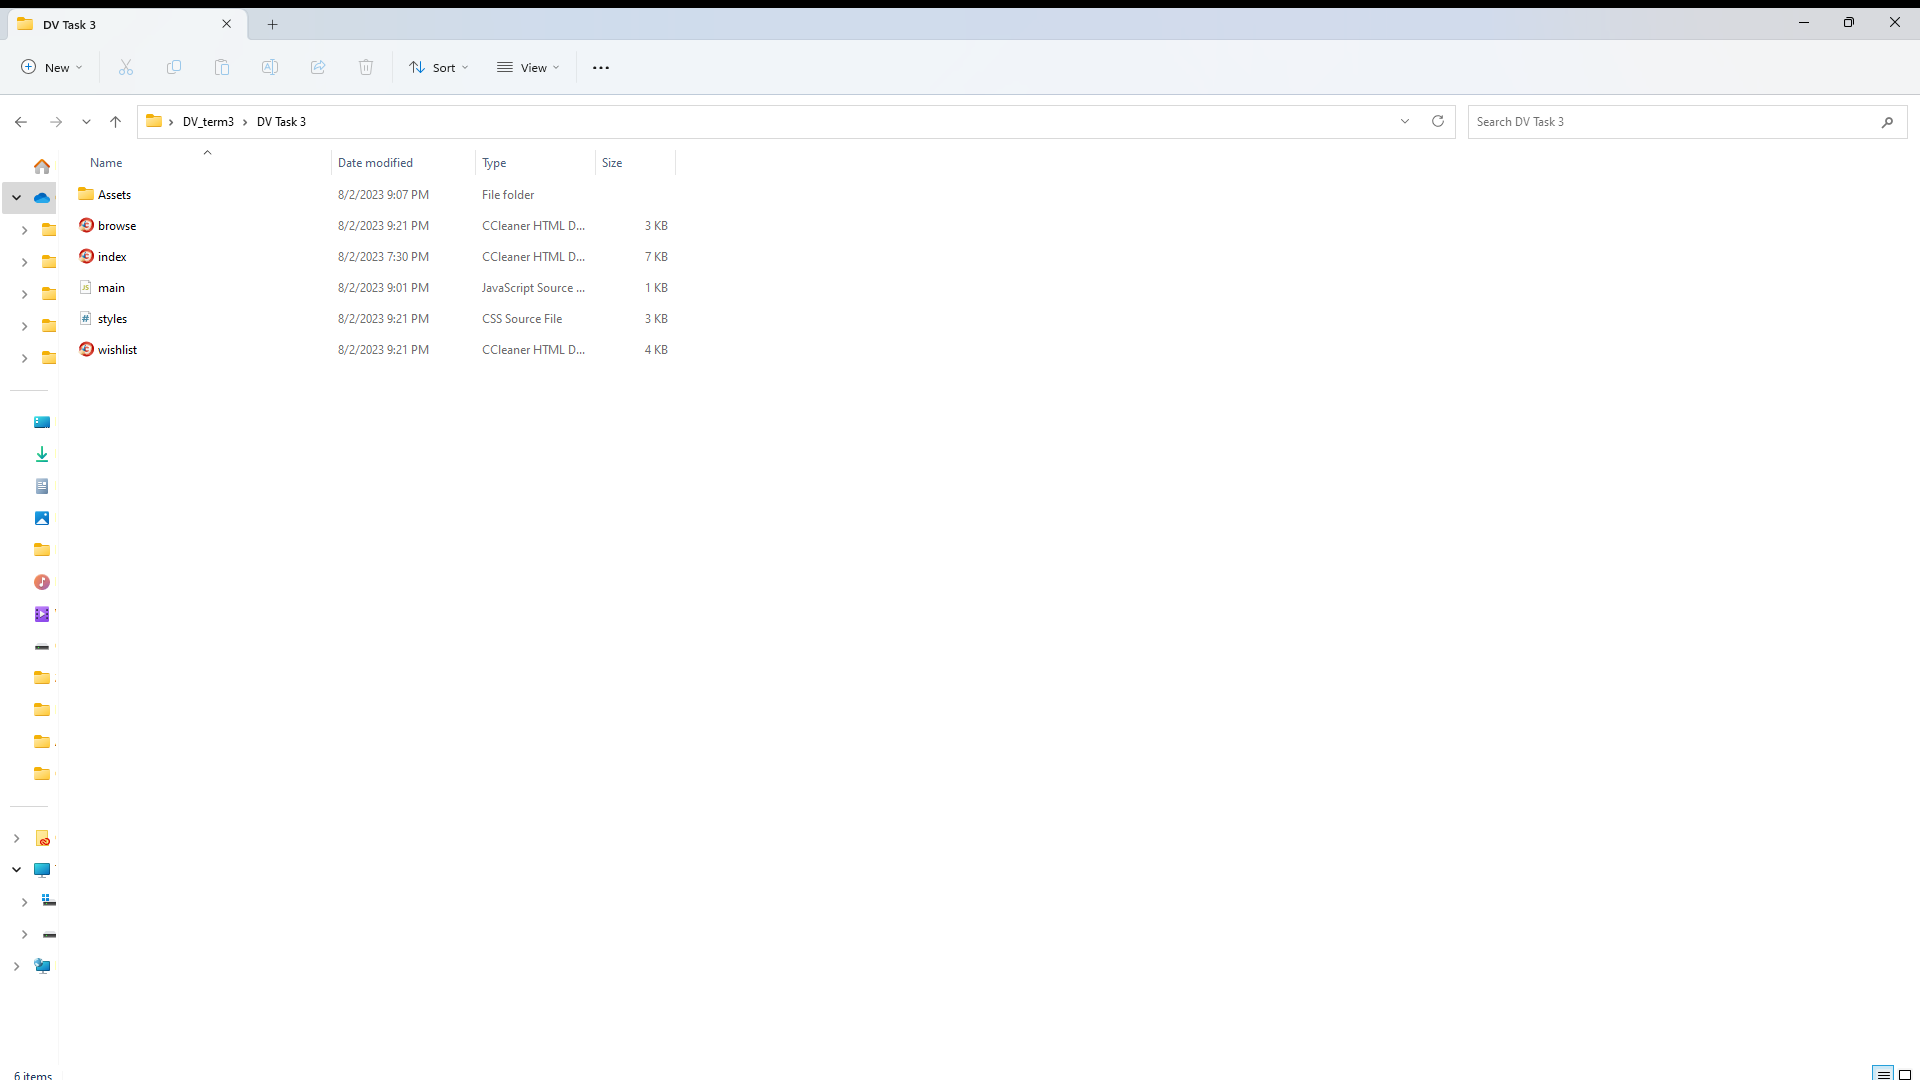 DV Task 3
New
Sort
View
DV_term3 > DV Task 3
Search DV Task 3
Name Date modified Type Size
Assets 8/2/2023 9:07 PM File folder
browse 8/2/2023 9:21 PM CCleaner HTML D... 3 KB
index 8/2/2023 7:30 PM CCleaner HTML D... 7 KB
main 8/2/2023 9:01 PM JavaScript Source ... 1 KB
styles 8/2/2023 9:21 PM CSS Source File 3 KB
wishlist 8/2/2023 9:21 PM CCleaner HTML D... 4 KB
6 items